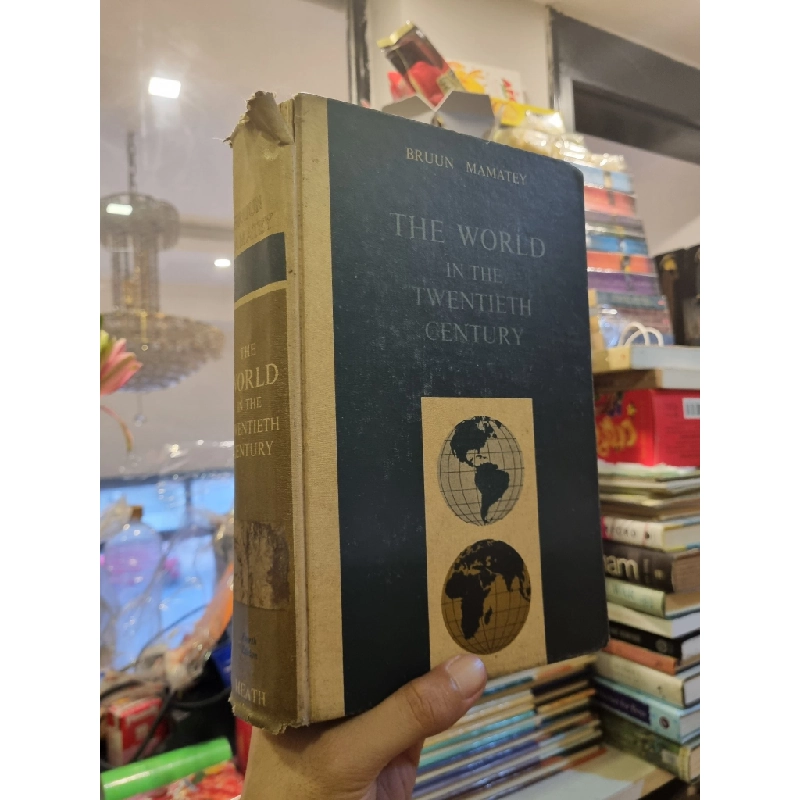 BRUUN MAMATEY
THE WORLD
IN THE
TWENTIETH
CENTURY
THE
WORLD
IN THE
TWENTIETH
CENTURY
HEATH